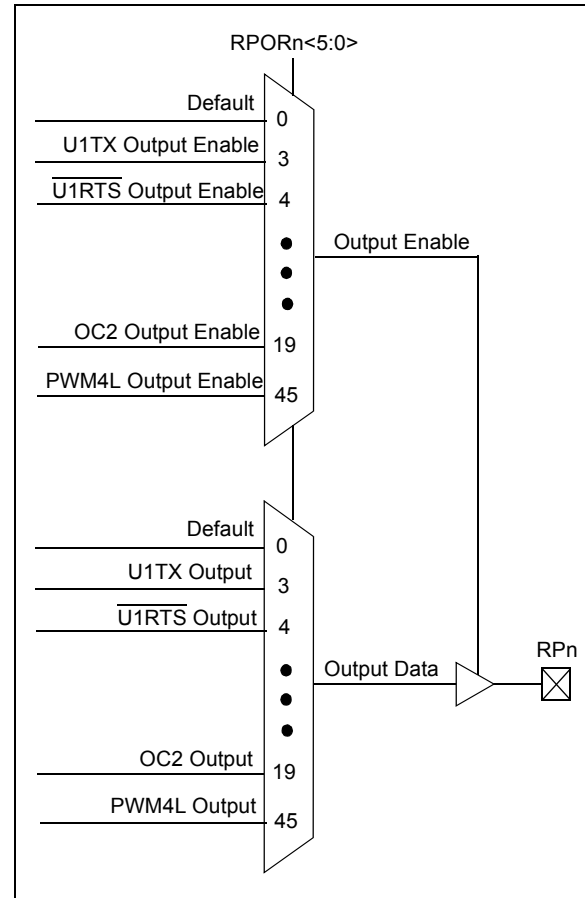 RPORn<5:0>
Default
0
U1TX Output Enable
3
U1RTS Output Enable
4
Output Enable
OC2 Output Enable
19
PWM4L Output Enable
45
Default
0
U1TX Output
3
U1RTS Output
4
RPn
Output Data
OC2 Output
19
PWM4L Output
45